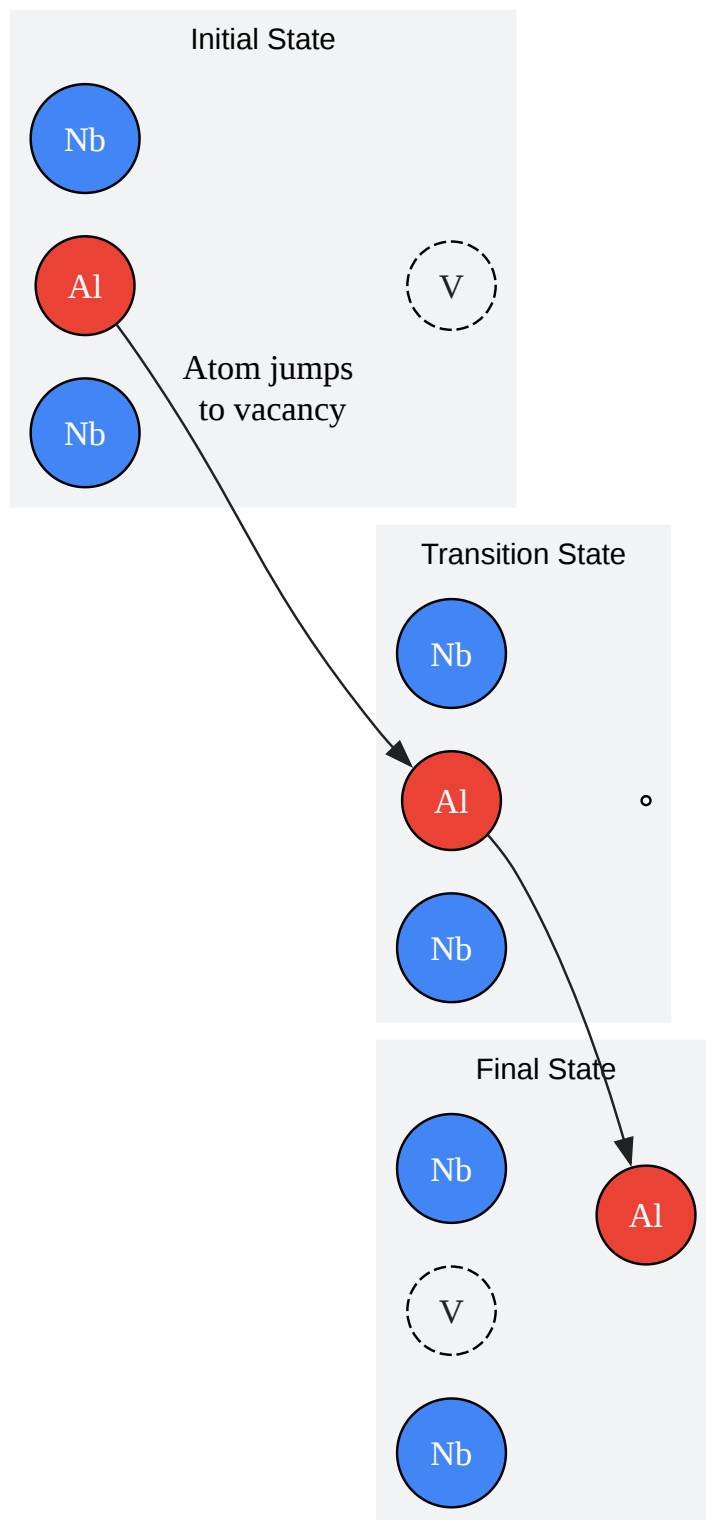 Initial State
Nb
Al
V
Atom jumps
to vacancy
Nb
Transition State
Nb
Al
Nb
Final State
Nb
Al
V
Nb